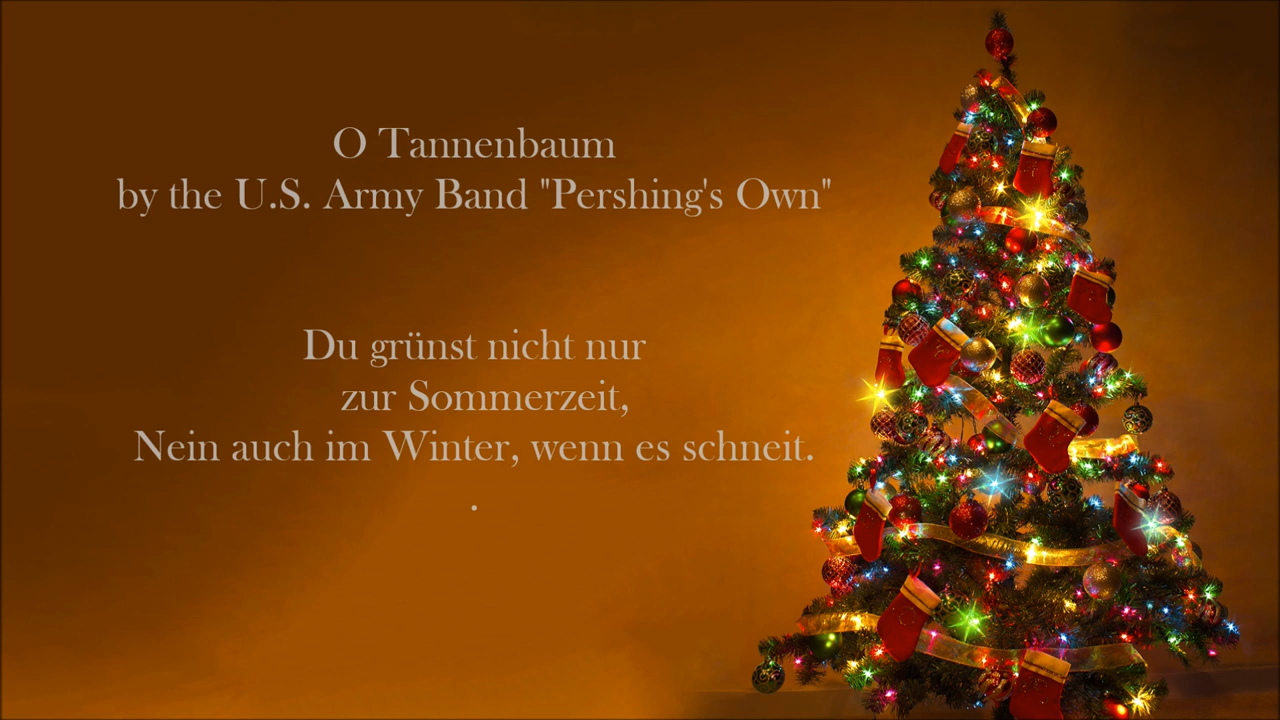 O Tannenbaum
by the U.S. Army Band "Pershing's Own"
Du grünst nicht nur
zur Sommerzeit,
Nein auch im Winter, wenn es schneit.
.